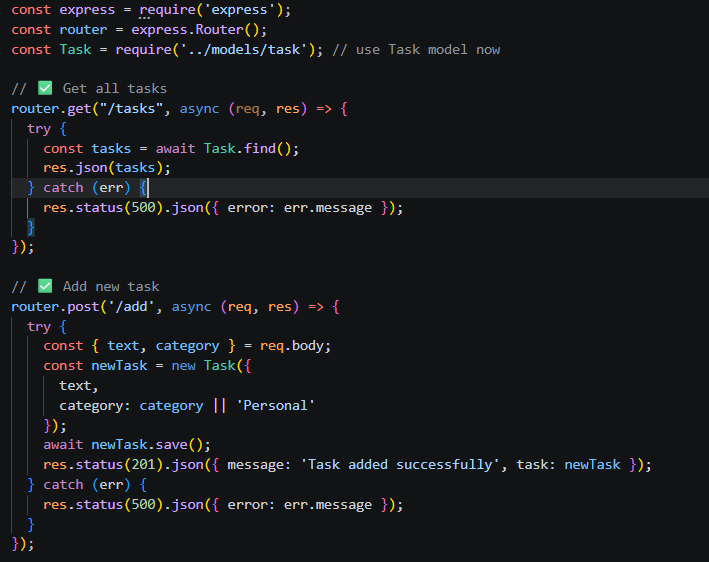 const express = require('express');
const router = express.Router();
const Task = require('../models/task'); // use Task model now

// ✅ Get all tasks
router.get("/tasks", async (req, res) => {
  try {
    const tasks = await Task.find();
    res.json(tasks);
  } catch (err) {
    res.status(500).json({ error: err.message });
  }
});

// ✅ Add new task
router.post('/add', async (req, res) => {
  try {
    const { text, category } = req.body;
    const newTask = new Task({
      text,
      category: category || 'Personal'
    });
    await newTask.save();
    res.status(201).json({ message: 'Task added successfully', task: newTask });
  } catch (err) {
    res.status(500).json({ error: err.message });
  }
});